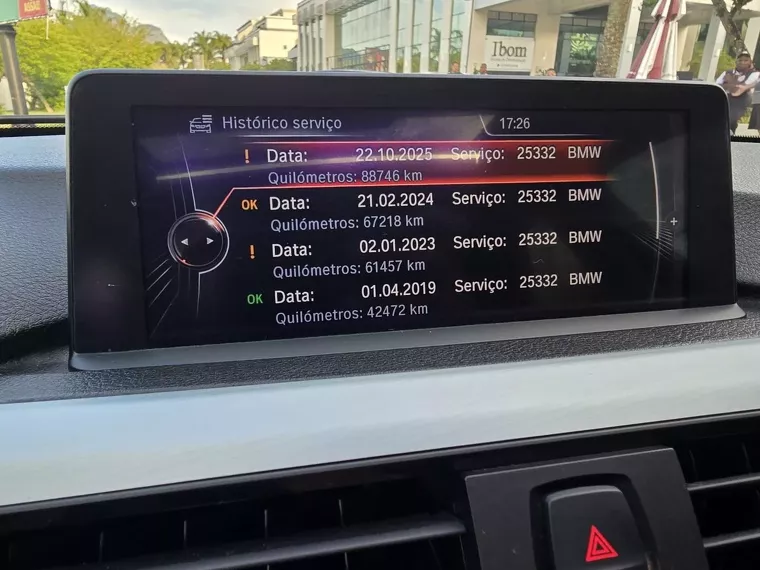 Histórico serviço 17:26
! Data: 22.10.2025 Serviço: 25332 BMW
Quilómetros: 88746 km
OK Data: 21.02.2024 Serviço: 25332 BMW
Quilómetros: 67218 km
! Data: 02.01.2023 Serviço: 25332 BMW
Quilómetros: 61457 km
OK Data: 01.04.2019 Serviço: 25332 BMW
Quilómetros: 42472 km
+
1bom